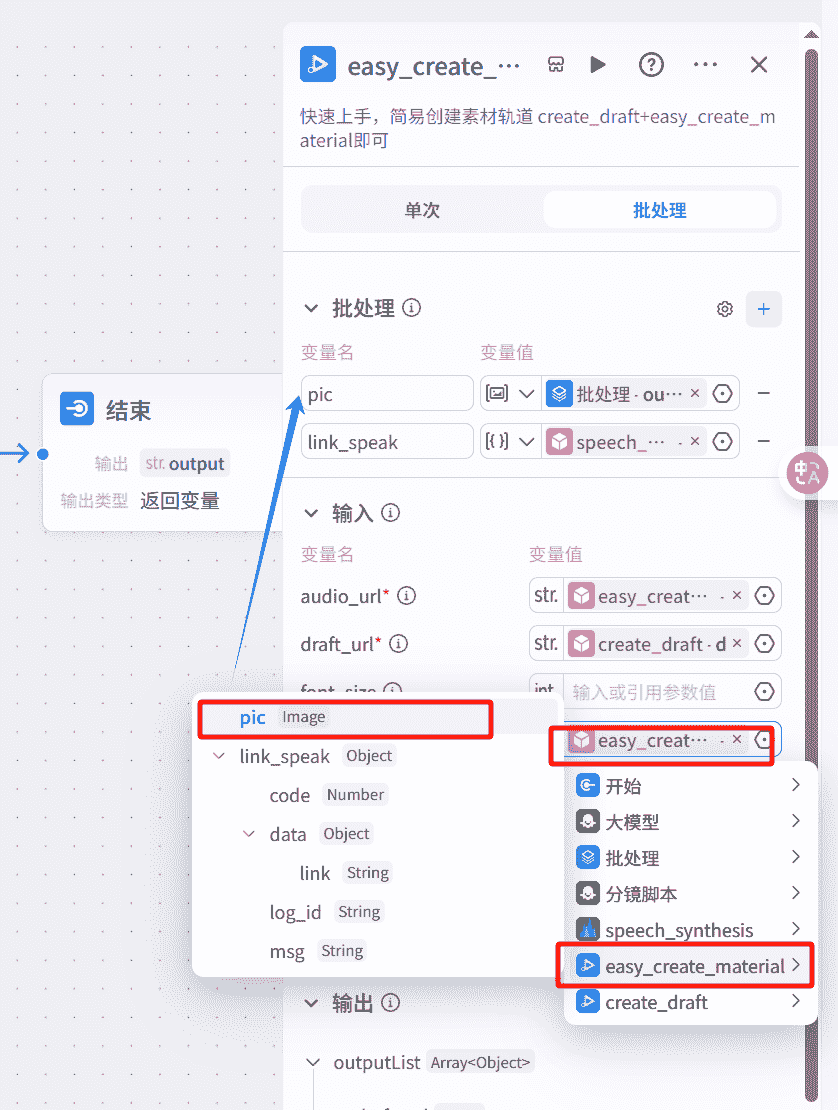 easy_create_···
快速上手，简易创建素材轨道 create_draft+easy_create_m
aterial即可
单次
批处理
批处理
变量名 变量值
pic 批处理 - ou···
link_speak speech_··· -
结束
输出 str. output
输出类型 返回变量
输入
变量名 变量值
audio_url* str. easy_creat··· -
draft_url* str. create_draft - d
font_size int 输入或引用参数值
pic Image
easy_creat··· -
link_speak Object
code Number
data Object
link String
log_id String
msg String
开始
大模型
批处理
分镜脚本
speech_synthesis
easy_create_material
create_draft
输出
outputList Array<Object>